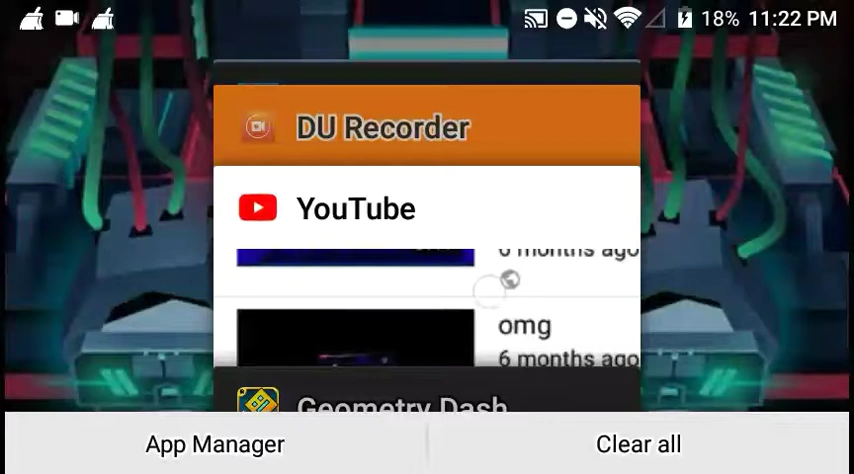 18% 11:22 PM
DU Recorder
YouTube
6 months ago
omg
6 months ago
Geometry Dash
App Manager
Clear all